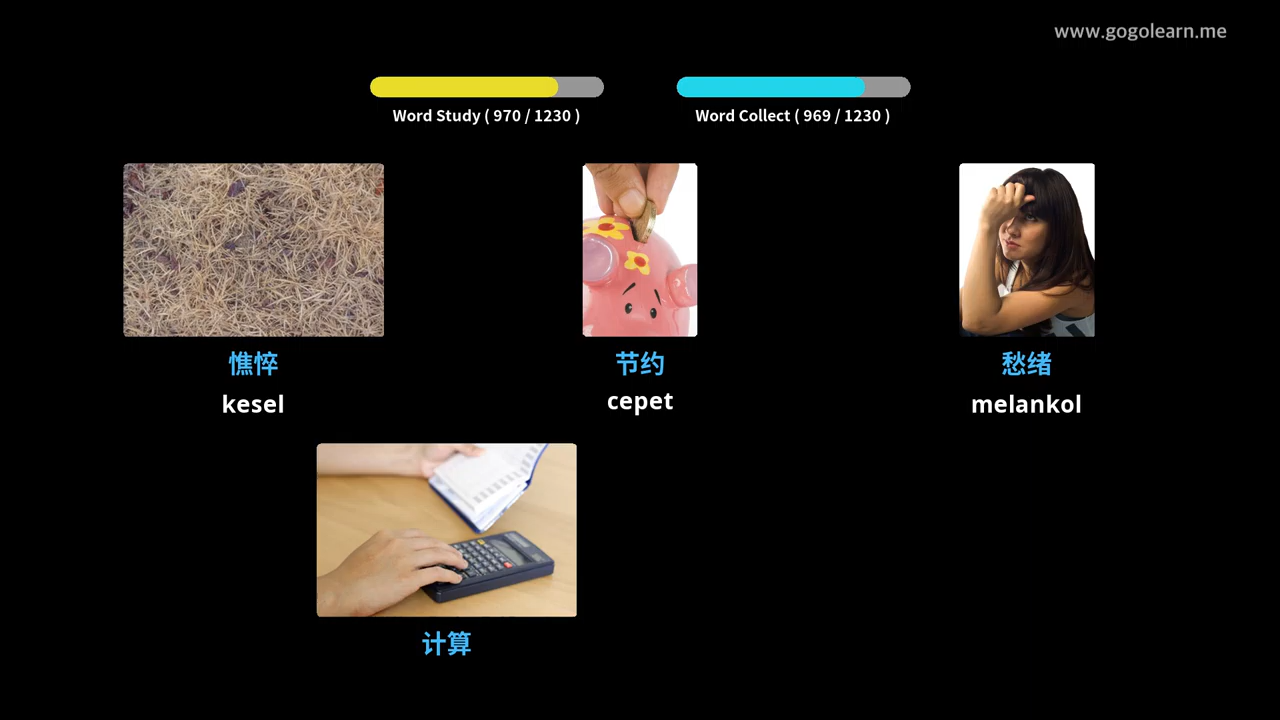 www.gogolearn.me
Word Study ( 970 / 1230 )
Word Collect ( 969 / 1230 )
憔悴
kesel
节约
cepet
愁绪
melankol
计算